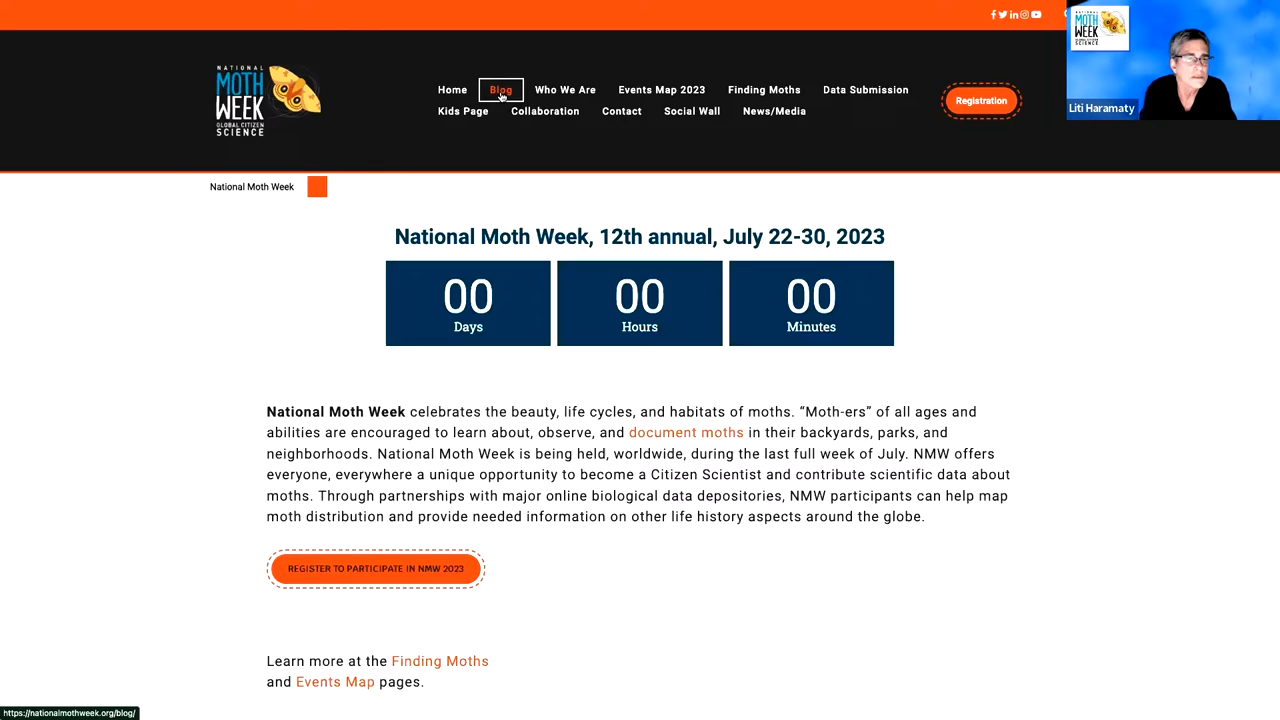 NATIONAL
MOTH
WEEK
GLOBAL CITIZEN
SCIENCE
Home Blog Who We Are Events Map 2023 Finding Moths Data Submission
Kids Page Collaboration Contact Social Wall News/Media
Registration
NATIONAL
MOTH
WEEK
GLOBAL CITIZEN
SCIENCE
Liti Haramaty
National Moth Week
National Moth Week, 12th annual, July 22-30, 2023
00 00 00
Days Hours Minutes
National Moth Week celebrates the beauty, life cycles, and habitats of moths. “Moth-ers” of all ages and
abilities are encouraged to learn about, observe, and document moths in their backyards, parks, and
neighborhoods. National Moth Week is being held, worldwide, during the last full week of July. NMW offers
everyone, everywhere a unique opportunity to become a Citizen Scientist and contribute scientific data about
moths. Through partnerships with major online biological data depositories, NMW participants can help map
moth distribution and provide needed information on other life history aspects around the globe.
REGISTER TO PARTICIPATE IN NMW 2023
Learn more at the Finding Moths
and Events Map pages.
https://nationalmothweek.org/blog/